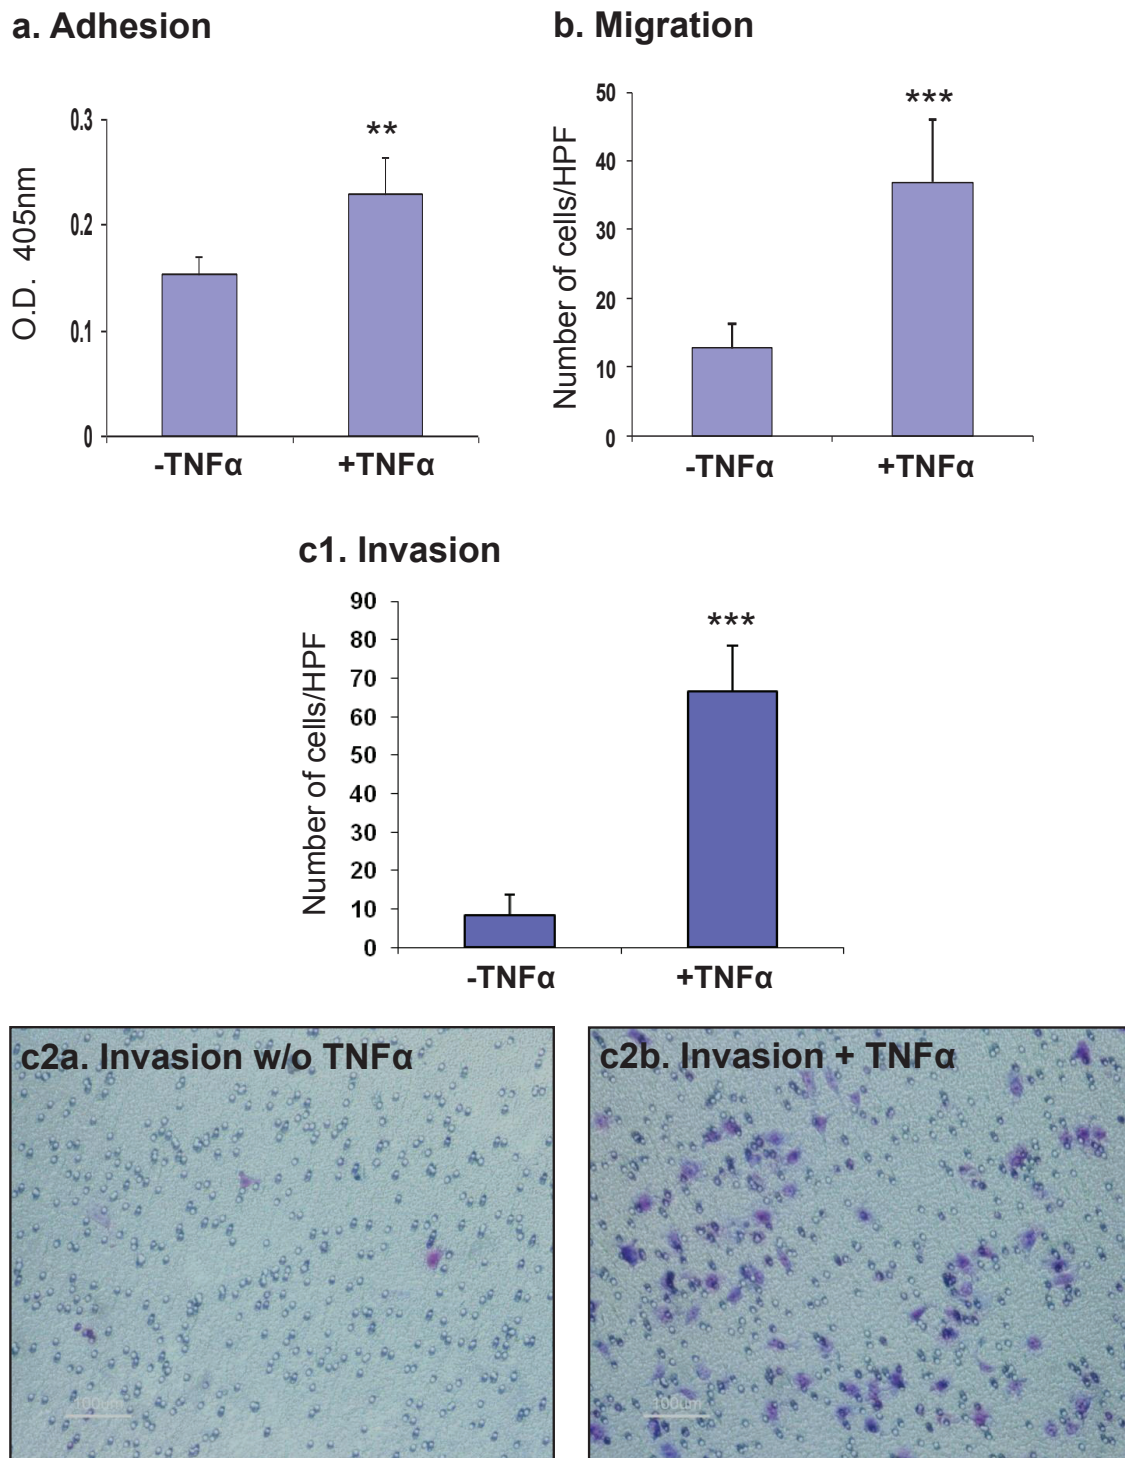 a. Adhesion
b. Migration
O.D. 405nm
0.3
0.2
0.1
0
**
-TNFα
+TNFα
Number of cells/HPF
50
40
30
20
10
0
***
-TNFα
+TNFα
c1. Invasion
Number of cells/HPF
90
80
70
60
50
40
30
20
10
0
***
-TNFα
+TNFα
c2a. Invasion w/o TNFα
100um
c2b. Invasion + TNFα
100um